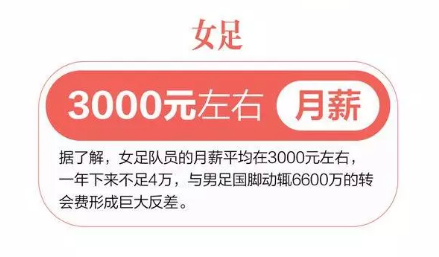 女足
3000元左右 月薪
据了解，女足队员的月薪平均在3000元左右，
一年下来不足4万，与男足国脚动辄6600万的转
会费形成巨大反差。